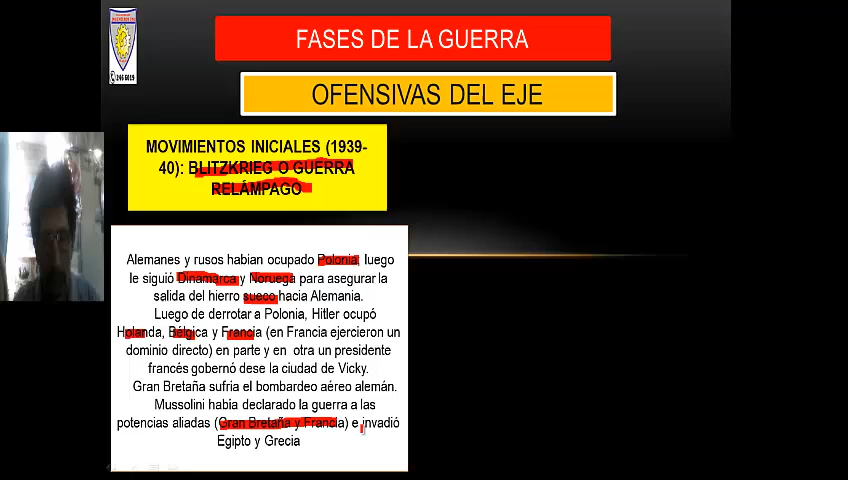 246 6019
FASES DE LA GUERRA
OFENSIVAS DEL EJE
MOVIMIENTOS INICIALES (1939-
40): BLITZKRIEG O GUERRA
RELÁMPAGO
Alemanes y rusos habian ocupado Polonia, luego
le siguió Dinamarca y Noruega para asegurar la
salida del hierro sueco hacia Alemania.
Luego de derrotar a Polonia, Hitler ocupó
Holanda, Bélgica y Francia (en Francia ejercieron un
dominio directo) en parte y en otra un presidente
francés gobernó dese la ciudad de Vicky.
Gran Bretaña sufria el bombardeo aéreo alemán.
Mussolini había declarado la guerra a las
potencias aliadas (Gran Bretaña y Francia) e invadió
Egipto y Grecia